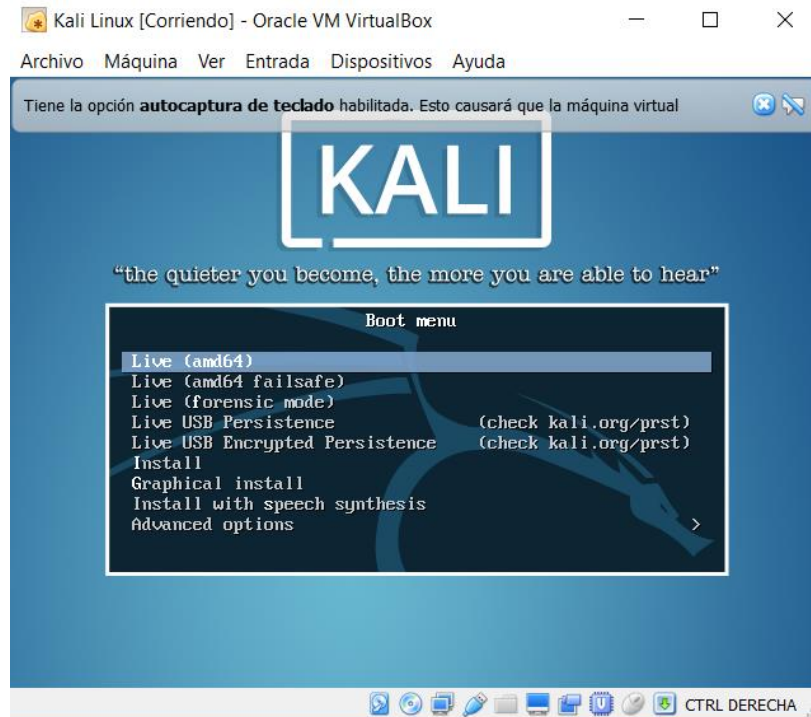 Kali Linux [Corriendo] - Oracle VM VirtualBox
Archivo Máquina Ver Entrada Dispositivos Ayuda
Tiene la opción autocaptura de teclado habilitada. Esto causará que la máquina virtual
KALI
“the quieter you become, the more you are able to hear”
Boot menu
Live (amd64)
Live (amd64 failsafe)
Live (forensic mode)
Live USB Persistence (check kali.org/prst)
Live USB Encrypted Persistence (check kali.org/prst)
Install
Graphical install
Install with speech synthesis
Advanced options >
CTRL DERECHA